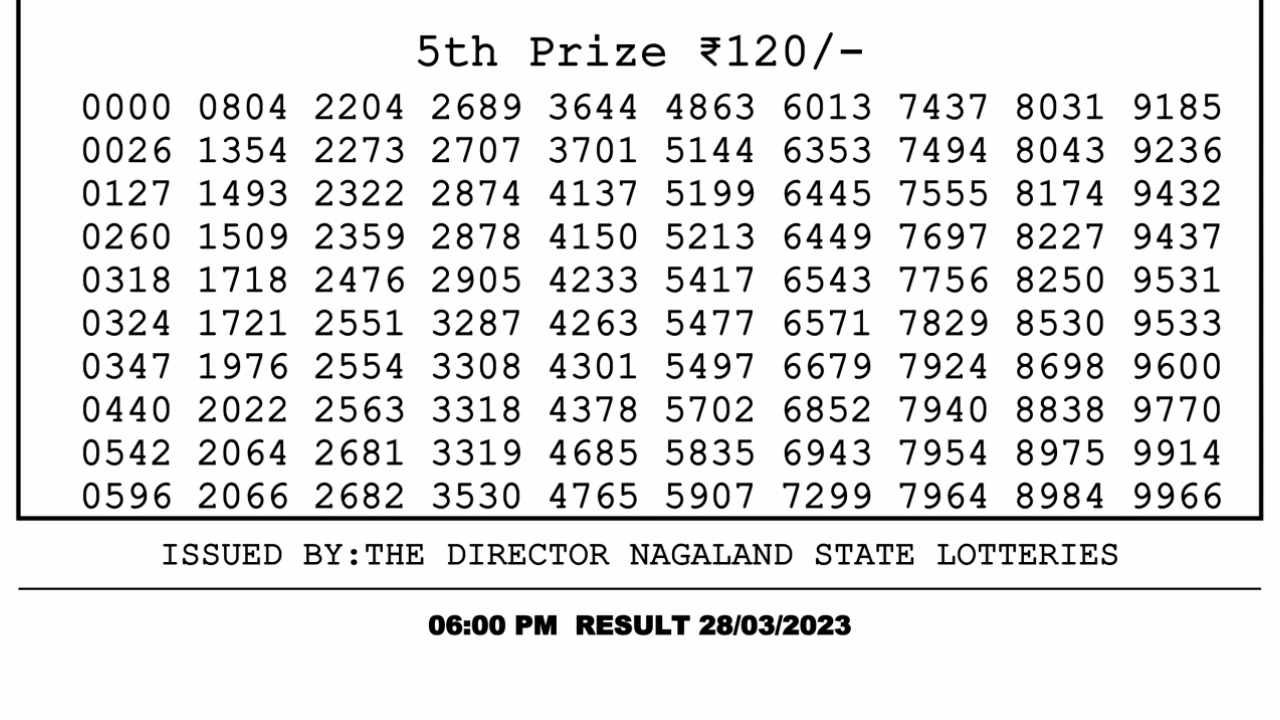 5th Prize ₹120/-
0000 0804 2204 2689 3644 4863 6013 7437 8031 9185
0026 1354 2273 2707 3701 5144 6353 7494 8043 9236
0127 1493 2322 2874 4137 5199 6445 7555 8174 9432
0260 1509 2359 2878 4150 5213 6449 7697 8227 9437
0318 1718 2476 2905 4233 5417 6543 7756 8250 9531
0324 1721 2551 3287 4263 5477 6571 7829 8530 9533
0347 1976 2554 3308 4301 5497 6679 7924 8698 9600
0440 2022 2563 3318 4378 5702 6852 7940 8838 9770
0542 2064 2681 3319 4685 5835 6943 7954 8975 9914
0596 2066 2682 3530 4765 5907 7299 7964 8984 9966
ISSUED BY:THE DIRECTOR NAGALAND STATE LOTTERIES
06:00 PM RESULT 28/03/2023